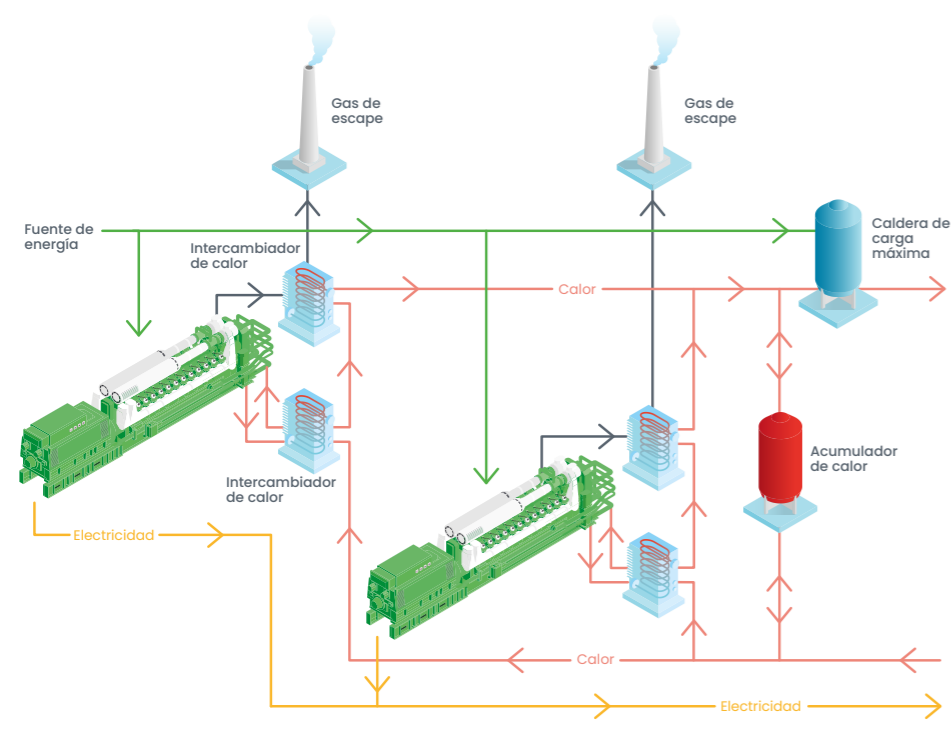 Gas de
escape
Gas de
escape
Fuente de
energía
Intercambiador
de calor
Caldera de
carga
máxima
Calor
Acumulador
de calor
Intercambiador
de calor
Electricidad
Calor
Electricidad